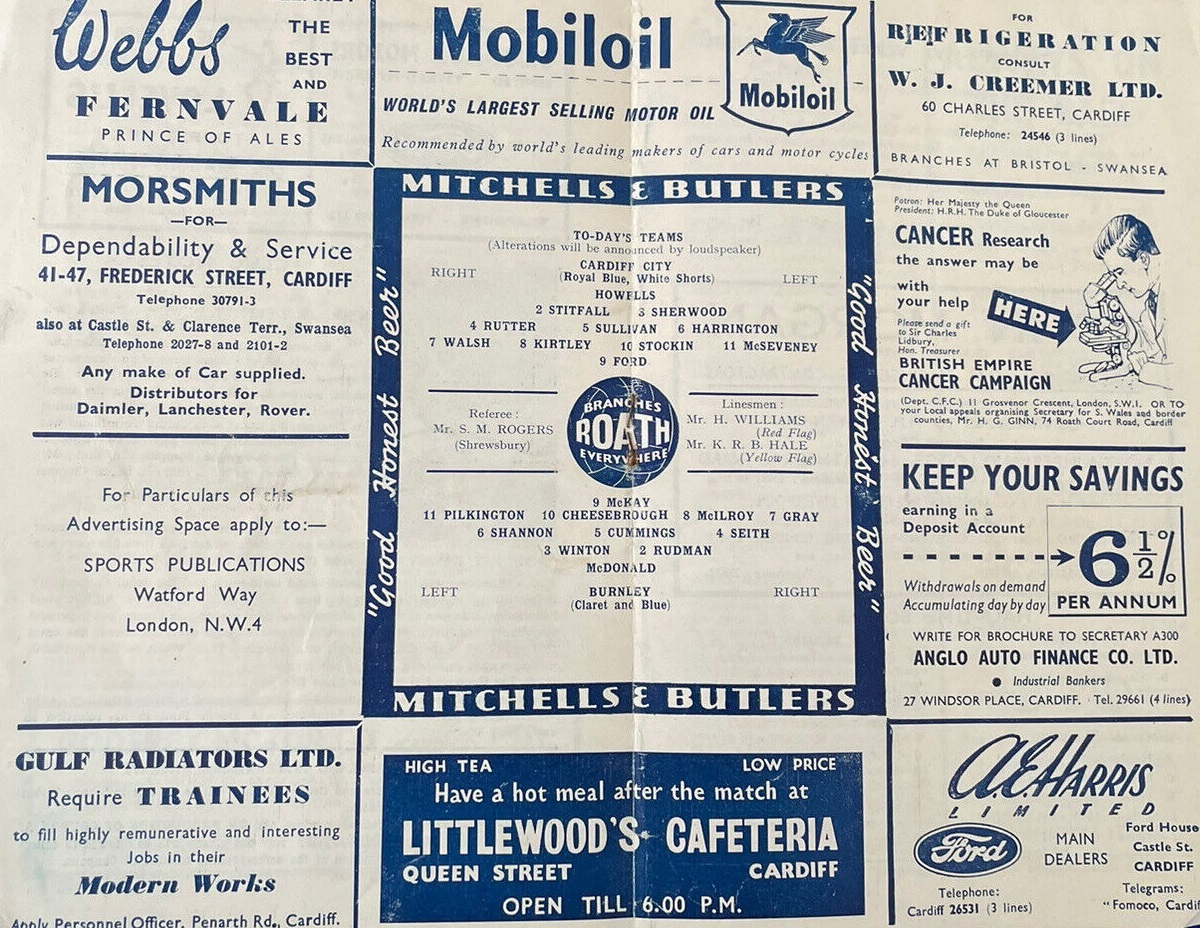 Webbs
THE
BEST
AND
FERNVALE
PRINCE OF ALES
Mobiloil
WORLD'S LARGEST SELLING MOTOR OIL
Recommended by world's leading makers of cars and motor cycles
Mobiloil
FOR
REFRIGERATION
CONSULT
W. J. CREEMER LTD.
60 CHARLES STREET, CARDIFF
Telephone: 24546 (3 lines)
BRANCHES AT BRISTOL - SWANSEA
MORSMITHS
—FOR—
Dependability & Service
41-47, FREDERICK STREET, CARDIFF
Telephone 30791-3
also at Castle St. & Clarence Terr., Swansea
Telephone 2027-8 and 2101-2
Any make of Car supplied.
Distributors for
Daimler, Lanchester, Rover.
For Particulars of this
Advertising Space apply to:—
SPORTS PUBLICATIONS
Watford Way
London, N.W.4
MITCHELLS & BUTLERS
"Good Honest Beer"
TO-DAY'S TEAMS
(Alterations will be announced by loudspeaker)
CARDIFF CITY
(Royal Blue, White Shorts)
RIGHT LEFT
HOWELLS
2 STITFALL 3 SHERWOOD
4 RUTTER 5 SULLIVAN 6 HARRINGTON
7 WALSH 8 KIRTLEY 10 STOCKIN 11 McSEVENEY
9 FORD
Referee:
Mr. S. M. ROGERS
(Shrewsbury)
BRANCHES
ROATH
EVERYWHERE
Linesmen:
Mr. H. WILLIAMS
(Red Flag)
Mr. K. R. B. HALE
(Yellow Flag)
9 McKAY
11 PILKINGTON 10 CHEESEBROUGH 8 McILROY 7 GRAY
6 SHANNON 5 CUMMINGS 4 SEITH
3 WINTON 2 RUDMAN
McDONALD
LEFT BURNLEY RIGHT
(Claret and Blue)
"Good Honest Beer"
MITCHELLS & BUTLERS
Patron: Her Majesty the Queen
President: H.R.H. The Duke of Gloucester
CANCER Research
the answer may be
with
your help
HERE
Please send a gift
to Sir Charles
Lidbury,
Hon. Treasurer
BRITISH EMPIRE
CANCER CAMPAIGN
(Dept. C.F.C.) 11 Grosvenor Crescent, London, S.W.1. OR TO
your Local appeals organising Secretary for S. Wales and border
counties, Mr. H. G. GINN, 74 Roath Court Road, Cardiff
KEEP YOUR SAVINGS
earning in a
Deposit Account
6½%
PER ANNUM
Withdrawals on demand
Accumulating day by day
WRITE FOR BROCHURE TO SECRETARY A300
ANGLO AUTO FINANCE CO. LTD.
● Industrial Bankers
27 WINDSOR PLACE, CARDIFF. Tel. 29661 (4 lines)
GULF RADIATORS LTD.
Require TRAINEES
to fill highly remunerative and interesting
Jobs in their
Modern Works
Apply Personnel Officer, Penarth Rd., Cardiff.
HIGH TEA LOW PRICE
Have a hot meal after the match at
LITTLEWOOD'S CAFETERIA
QUEEN STREET CARDIFF
OPEN TILL 6.00 P.M.
A.E. HARRIS
LIMITED
Ford
MAIN
DEALERS
Ford House
Castle St.
CARDIFF
Telephone:
Cardiff 26531 (3 lines)
Telegrams:
"Fomoco, Cardif